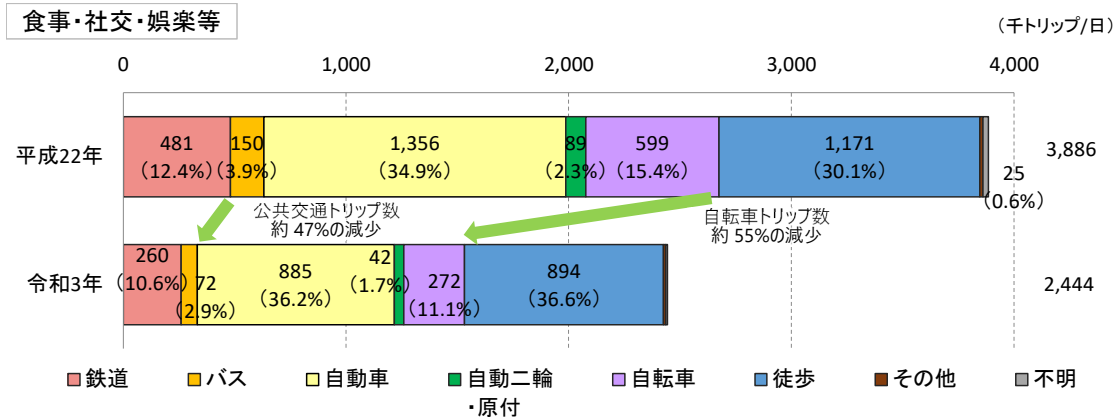 食事・社交・娯楽等
(千トリップ/日)
0 1,000 2,000 3,000 4,000
平成22年
481 150 1,356 89 599 1,171 3,886
(12.4%) (3.9%) (34.9%) (2.3%) (15.4%) (30.1%) 25
(0.6%)
公共交通トリップ数 自転車トリップ数
約 47%の減少 約 55%の減少
令和3年
260 72 885 42 272 894 2,444
(10.6%) (2.9%) (36.2%) (1.7%) (11.1%) (36.6%)
鉄道 バス 自動車 自動二輪 自転車 徒歩 その他 不明
・原付